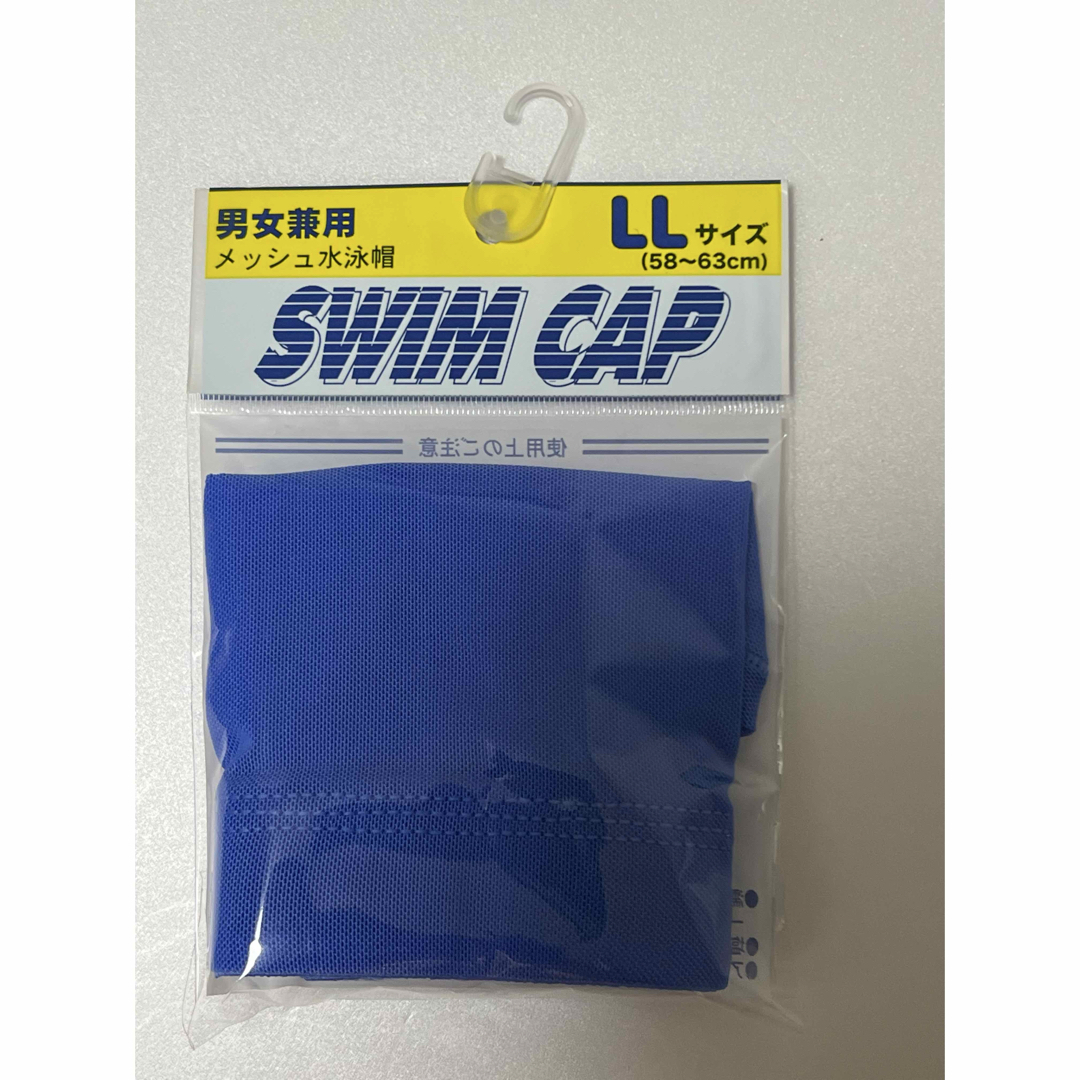 男女兼用
メッシュ水泳帽
LLサイズ
(58〜63cm)
SWIM CAP
使用上のご注意